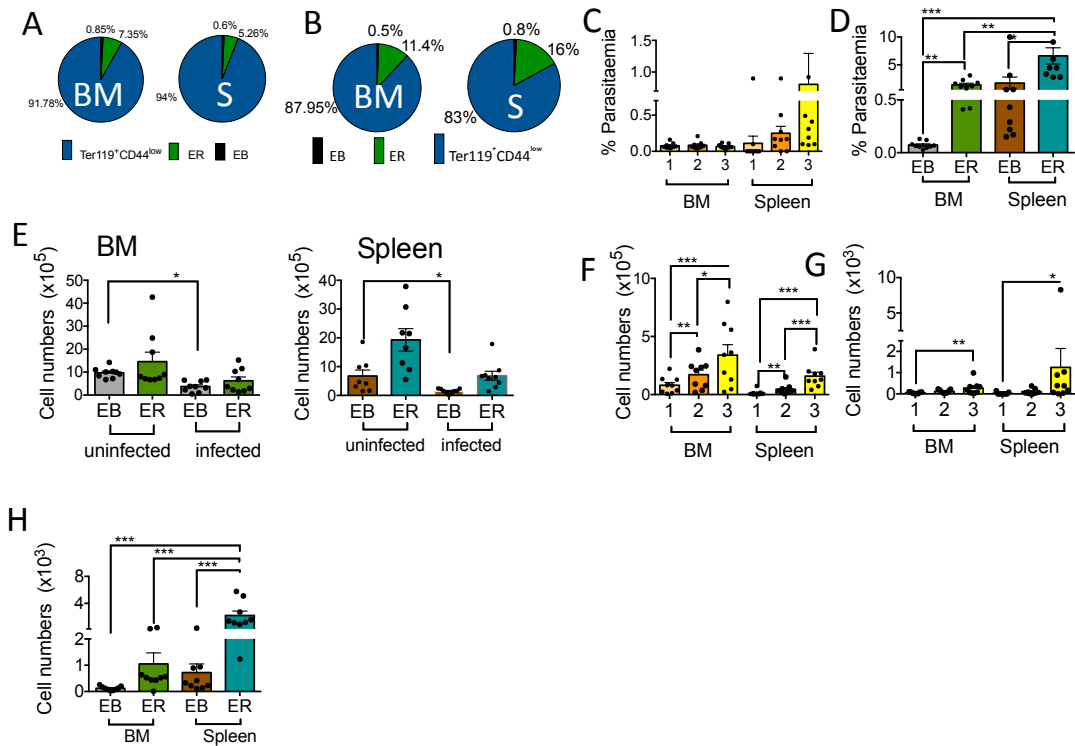 A
0.85%
7.35%
BM
91.78%
0.6%
5.26%
S
94%
Ter119+CD44low
ER
EB
B
0.5%
11.4%
BM
87.95%
0.8%
16%
S
83%
EB
ER
Ter119+CD44low
C
% Parasitaemia
1.5
1.0
0.5
0.5
0.0
1 2 3 1 2 3
BM Spleen
D
% Parasitaemia
10
5
0.5
0.0
***
**
**
*
EB ER EB ER
BM Spleen
E
BM
Cell numbers (x10⁵)
50
40
30
20
10
0
*
EB ER EB ER
uninfected infected
Spleen
Cell numbers (x10⁵)
40
30
20
10
0
*
EB ER EB ER
uninfected infected
F
Cell numbers (x10⁵)
10
5
0
***
*
**
***
***
**
1 2 3 1 2 3
BM Spleen
G
Cell numbers (x10³)
10
6
2
2
1
0
*
**
1 2 3 1 2 3
BM Spleen
H
Cell numbers (x10³)
8
4
2
1
0
***
***
***
EB ER EB ER
BM Spleen